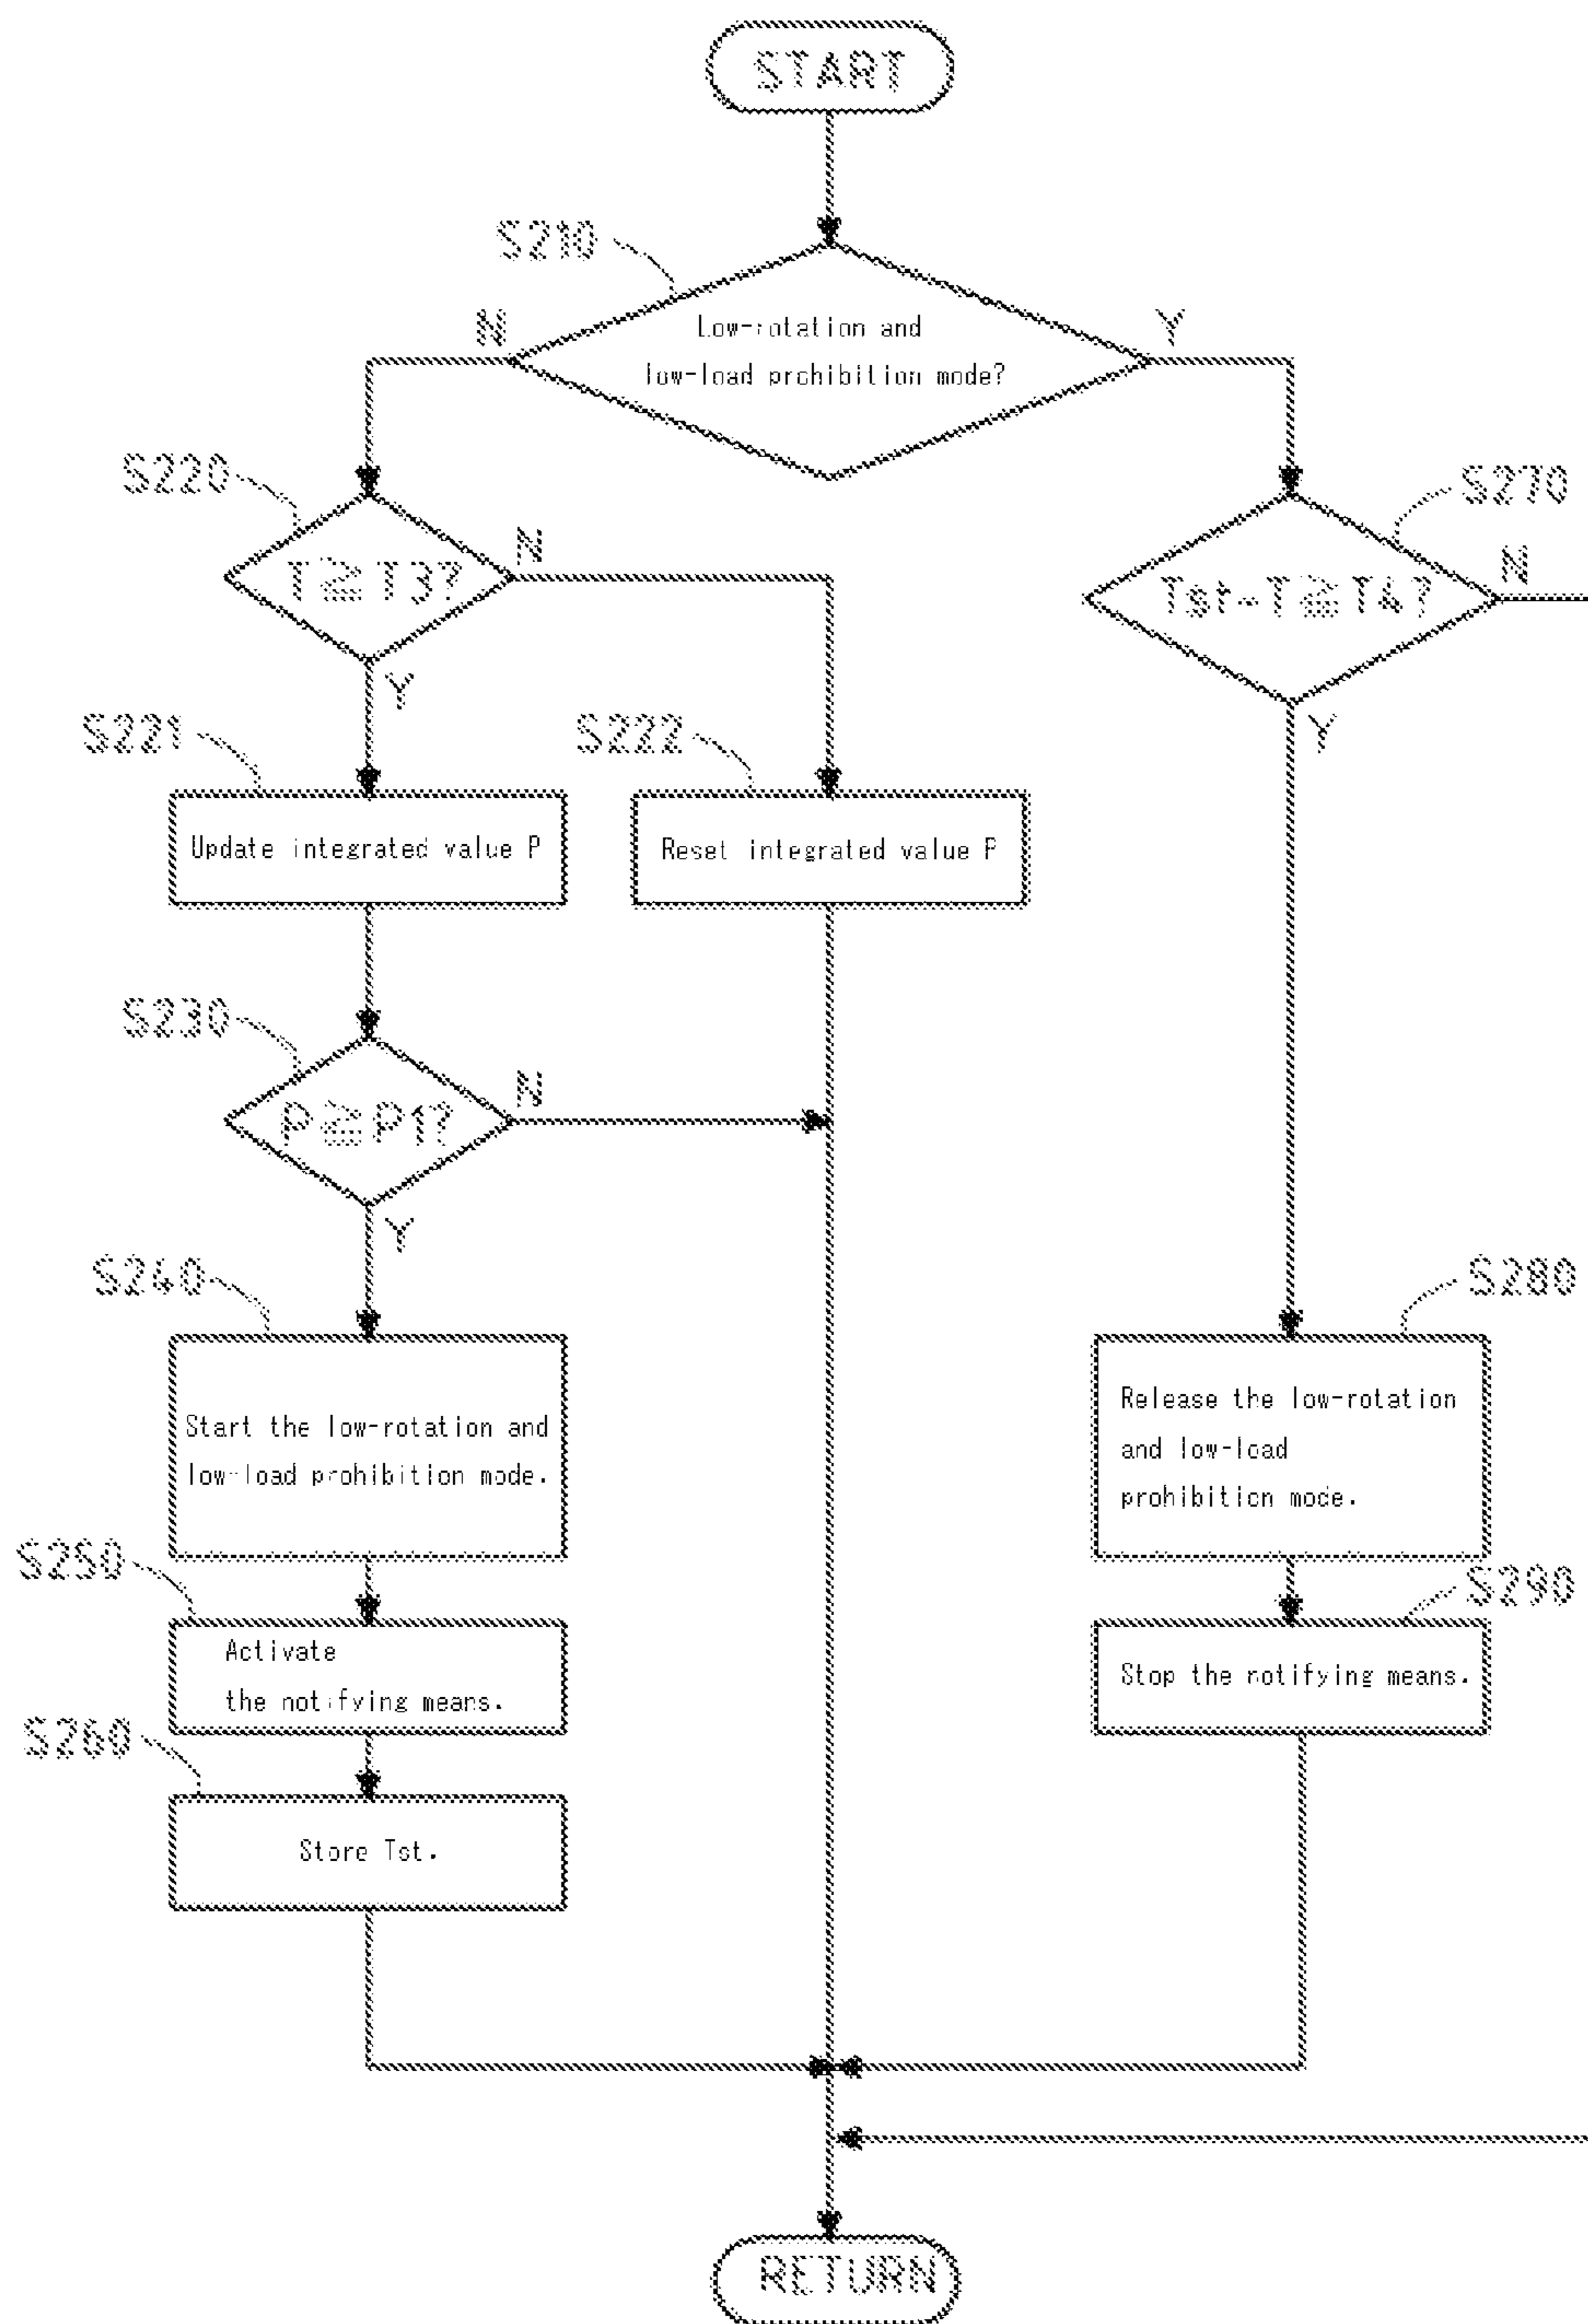 START
S210
N
Low-rotation and
low-load prohibition mode?
Y
S220
T≧T3?
N
S270
Tst-T≧T4?
N
Y
Y
S221
Update integrated value P
S222
Reset integrated value P
S230
P≧P1?
N
Y
S240
Start the low-rotation and
low-load prohibition mode.
S280
Release the low-rotation
and low-load
prohibition mode.
S250
Activate
the notifying means.
S290
Stop the notifying means.
S260
Store Tst.
RETURN